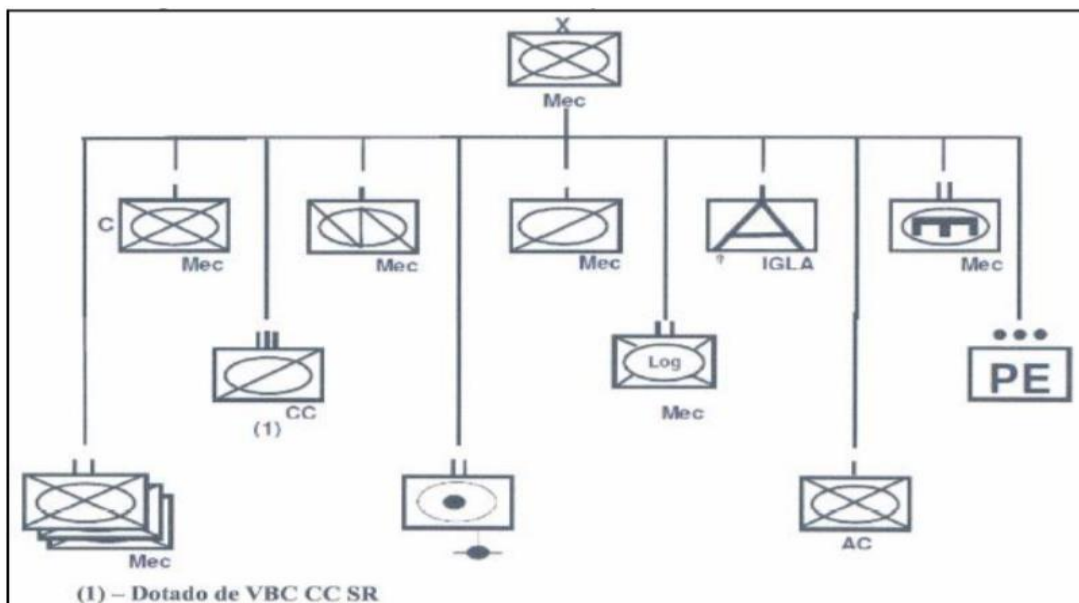 X
Mec
C
Mec
Mec
Mec
IGLA
E
Mec
CC
(1)
Log
Mec
PE
Mec
AC
(1) – Dotado de VBC CC SR